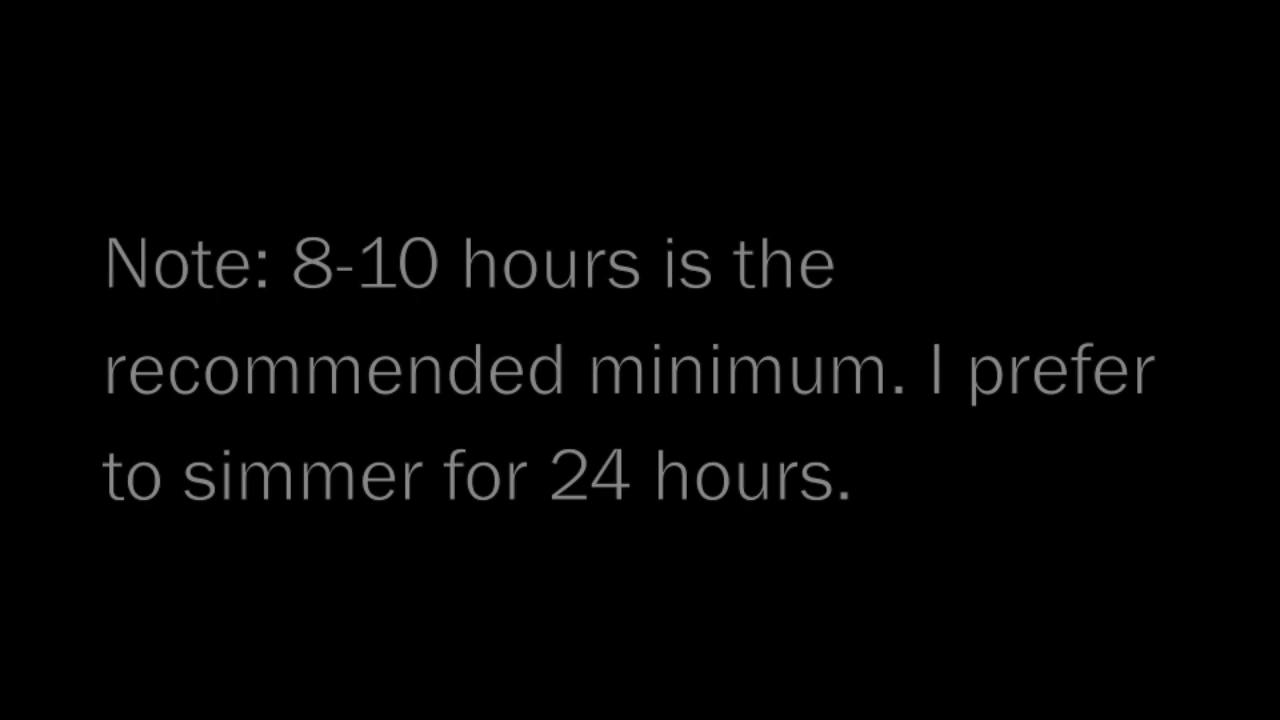 Note: 8-10 hours is the
recommended minimum. I prefer
to simmer for 24 hours.